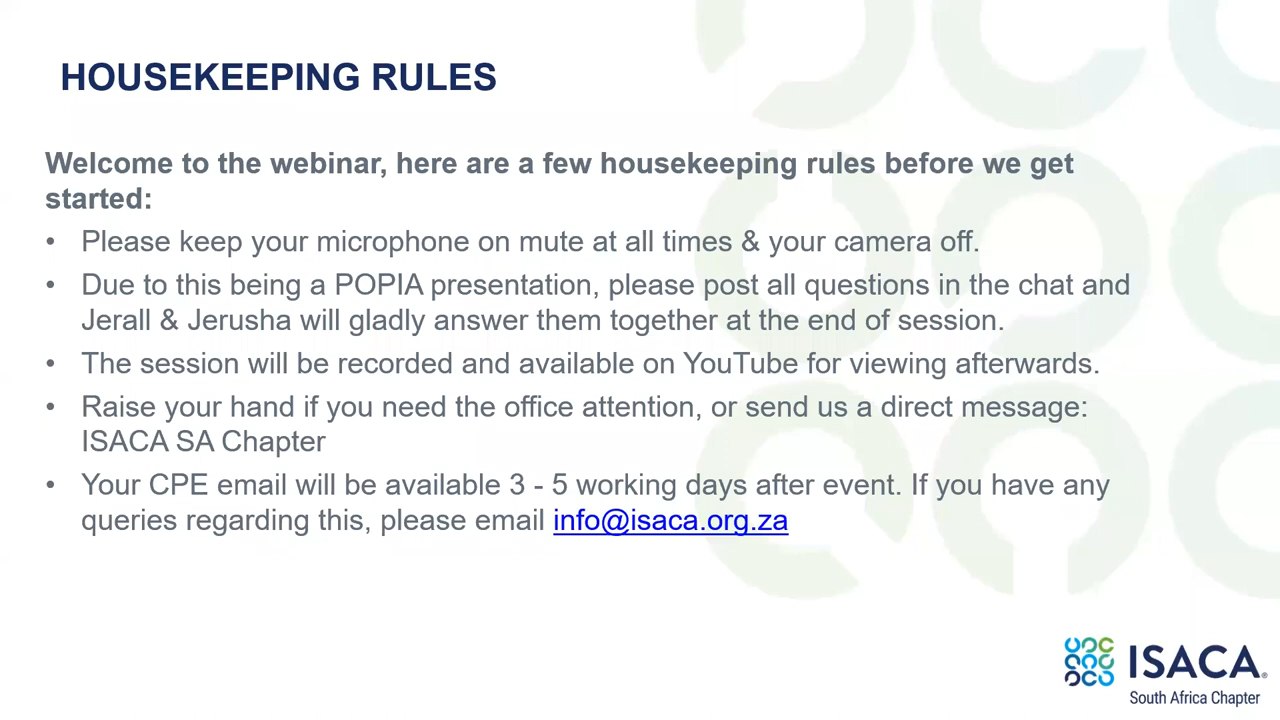 HOUSEKEEPING RULES
Welcome to the webinar, here are a few housekeeping rules before we get
started:
• Please keep your microphone on mute at all times & your camera off.
• Due to this being a POPIA presentation, please post all questions in the chat and
Jerall & Jerusha will gladly answer them together at the end of session.
• The session will be recorded and available on YouTube for viewing afterwards.
• Raise your hand if you need the office attention, or send us a direct message:
ISACA SA Chapter
• Your CPE email will be available 3 - 5 working days after event. If you have any
queries regarding this, please email info@isaca.org.za
ISACA®
South Africa Chapter